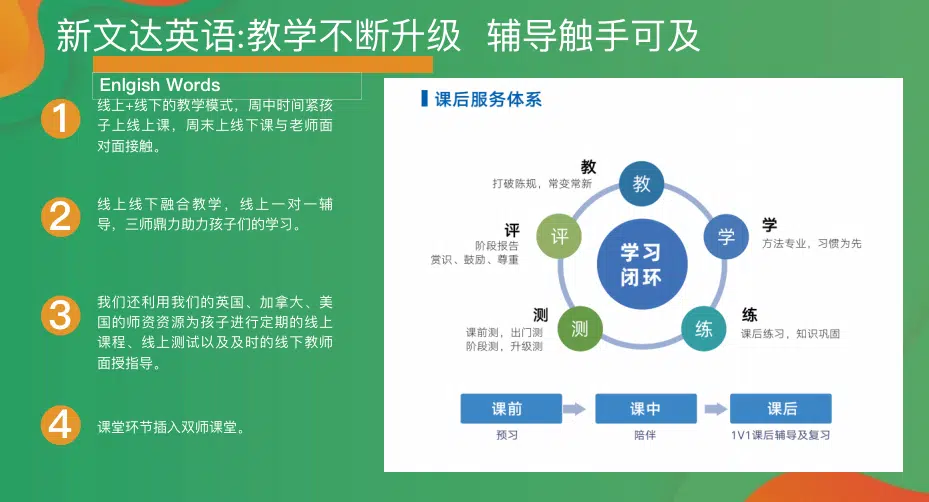 新文达英语:教学不断升级 辅导触手可及
Enlgish Words
1
线上+线下的教学模式，周中时间紧孩
子上线上课，周末上线下课与老师面
对面接触。
2
线上线下融合教学，线上一对一辅
导，三师鼎力助力孩子们的学习。
3
我们还利用我们的英国、加拿大、美
国的师资资源为孩子进行定期的线上
课程、线上测试以及及时的线下教师
面授指导。
4
课堂环节插入双师课堂。
课后服务体系
教
打破陈规，常变常新
教
评
阶段报告
赏识、鼓励、尊重
评
学习
闭环
学
学
方法专业，习惯为先
测
课前测，出门测
阶段测，升级测
测
练
练
课后练习，知识巩固
课前
课中
课后
预习
陪伴
1V1课后辅导及复习